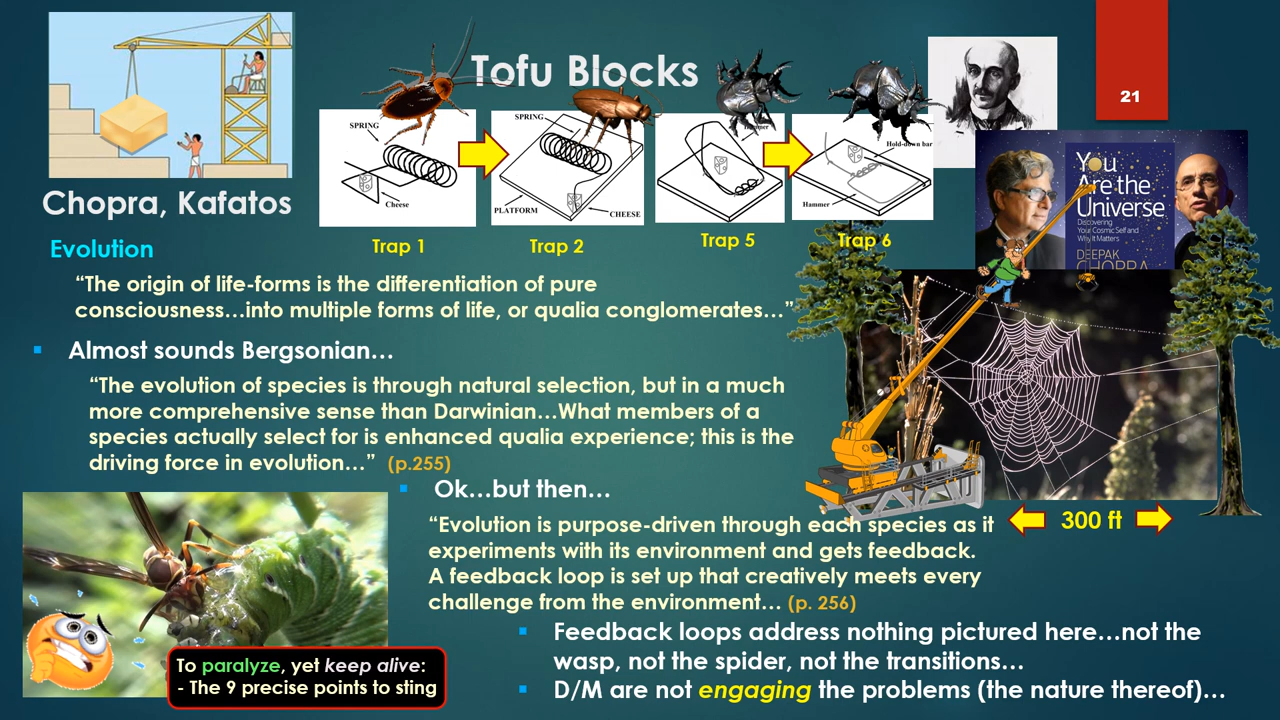 Tofu Blocks
21
SPRING
Cheese
SPRING
PLATFORM
CHEESE
Hammer
Hold-down bar
Hammer
Trap 1
Trap 2
Trap 5
Trap 6
You
Are the
Universe
Discovering
Your Cosmic Self and
Why It Matters
DEEPAK
CHOPRA
Chopra, Kafatos
Evolution
“The origin of life-forms is the differentiation of pure
consciousness…into multiple forms of life, or qualia conglomerates…”
Almost sounds Bergsonian…
“The evolution of species is through natural selection, but in a much
more comprehensive sense than Darwinian…What members of a
species actually select for is enhanced qualia experience; this is the
driving force in evolution…” (p.255)
Ok…but then…
“Evolution is purpose-driven through each species as it
experiments with its environment and gets feedback.
A feedback loop is set up that creatively meets every
challenge from the environment… (p. 256)
300 ft
Feedback loops address nothing pictured here…not the
wasp, not the spider, not the transitions…
D/M are not engaging the problems (the nature thereof)…
To paralyze, yet keep alive:
- The 9 precise points to sting